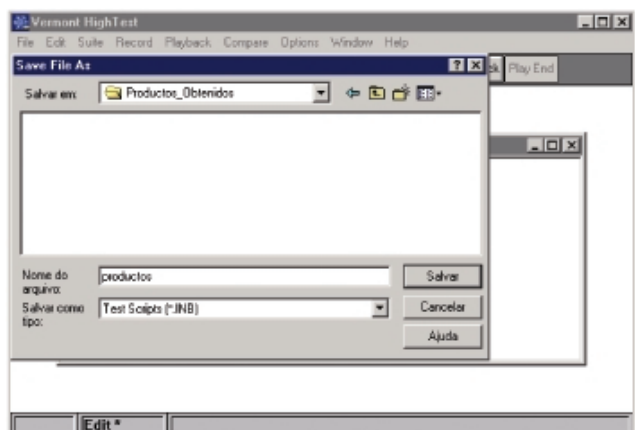 Vermont HighTest
File Edit Suite Record Playback Compare Options Window Help
Save File As
Play End
Salvar em:
Productos_Obtenidos
Nome do arquivo:
productos
Salvar
Salvar como tipo:
Test Scripts (*.INB)
Cancelar
Ajuda
Edit *